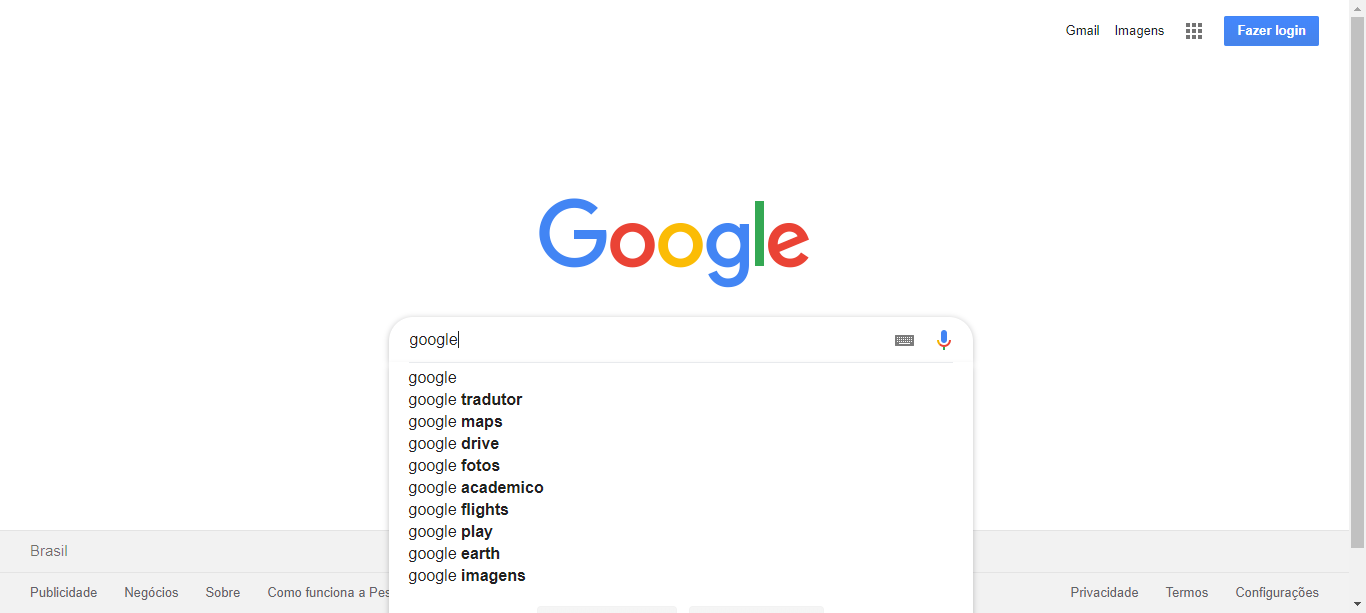 Gmail Imagens Fazer login
Google
google
google
google tradutor
google maps
google drive
google fotos
google academico
google flights
google play
google earth
google imagens
Brasil
Publicidade Negócios Sobre Como funciona a Pes Privacidade Termos Configurações